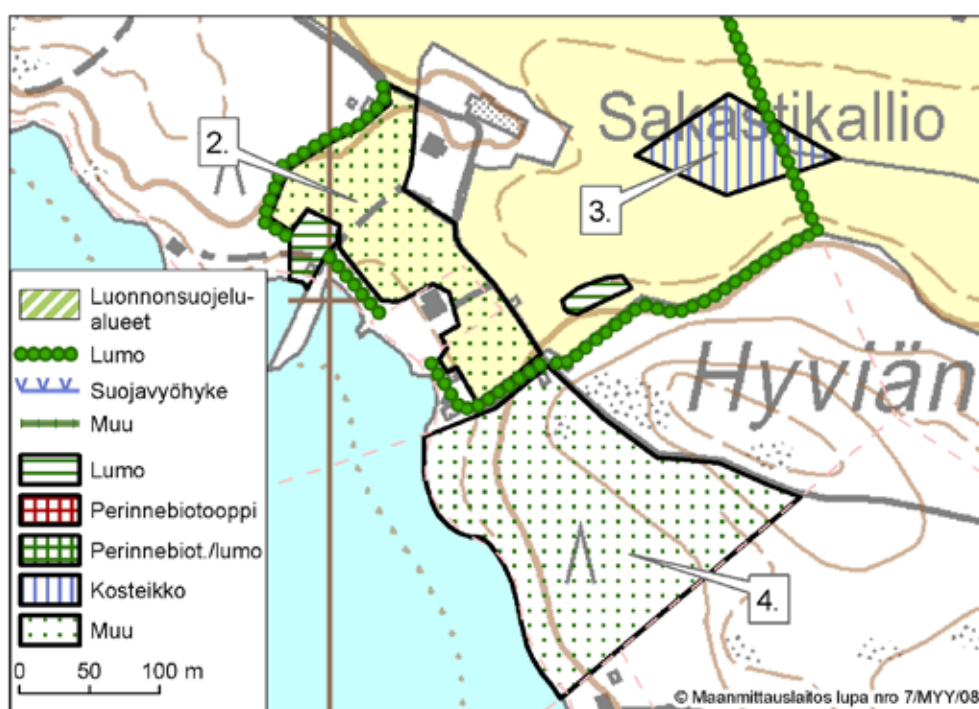 Sakastikallio
2.
3.
Hyviän
4.
Luonnonsuojelu-
alueet
Lumo
Suojavyöhyke
Muu
Lumo
Perinnebiotooppi
Perinnebiot./lumo
Kosteikko
Muu
0 50 100 m
© Maanmittauslaitos lupa nro 7/MYY/08